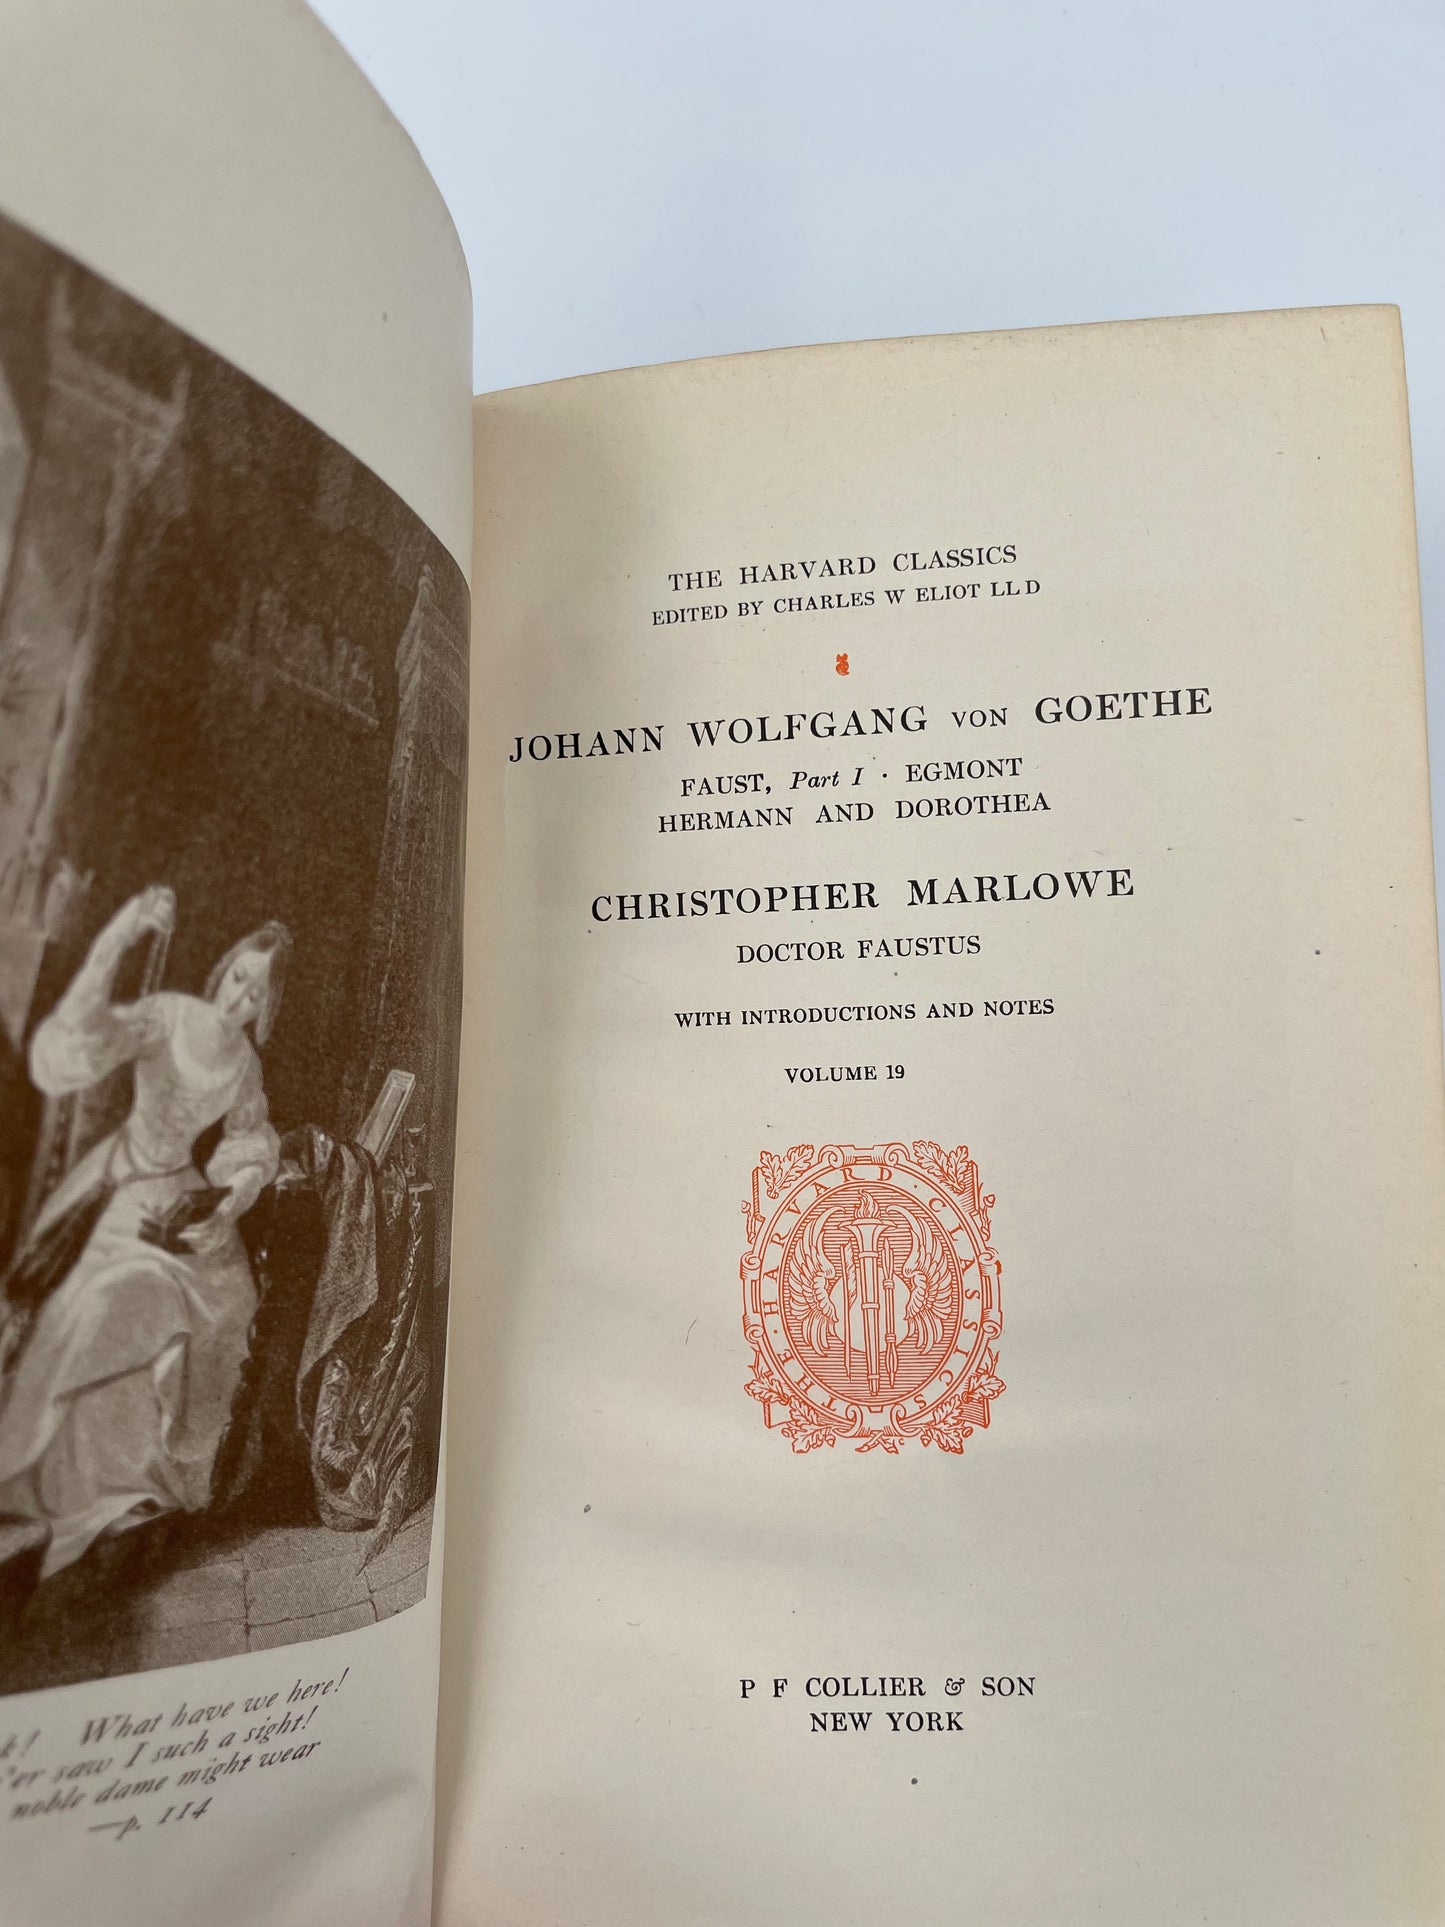 k! What have we here!
e'er saw I such a sight!
noble dame might wear
—p. 114
THE HARVARD CLASSICS
EDITED BY CHARLES W ELIOT LL D
JOHANN WOLFGANG VON GOETHE
FAUST, Part I · EGMONT
HERMANN AND DOROTHEA
CHRISTOPHER MARLOWE
DOCTOR FAUSTUS
WITH INTRODUCTIONS AND NOTES
VOLUME 19
THE · HARVARD · CLASSICS
P F COLLIER & SON
NEW YORK